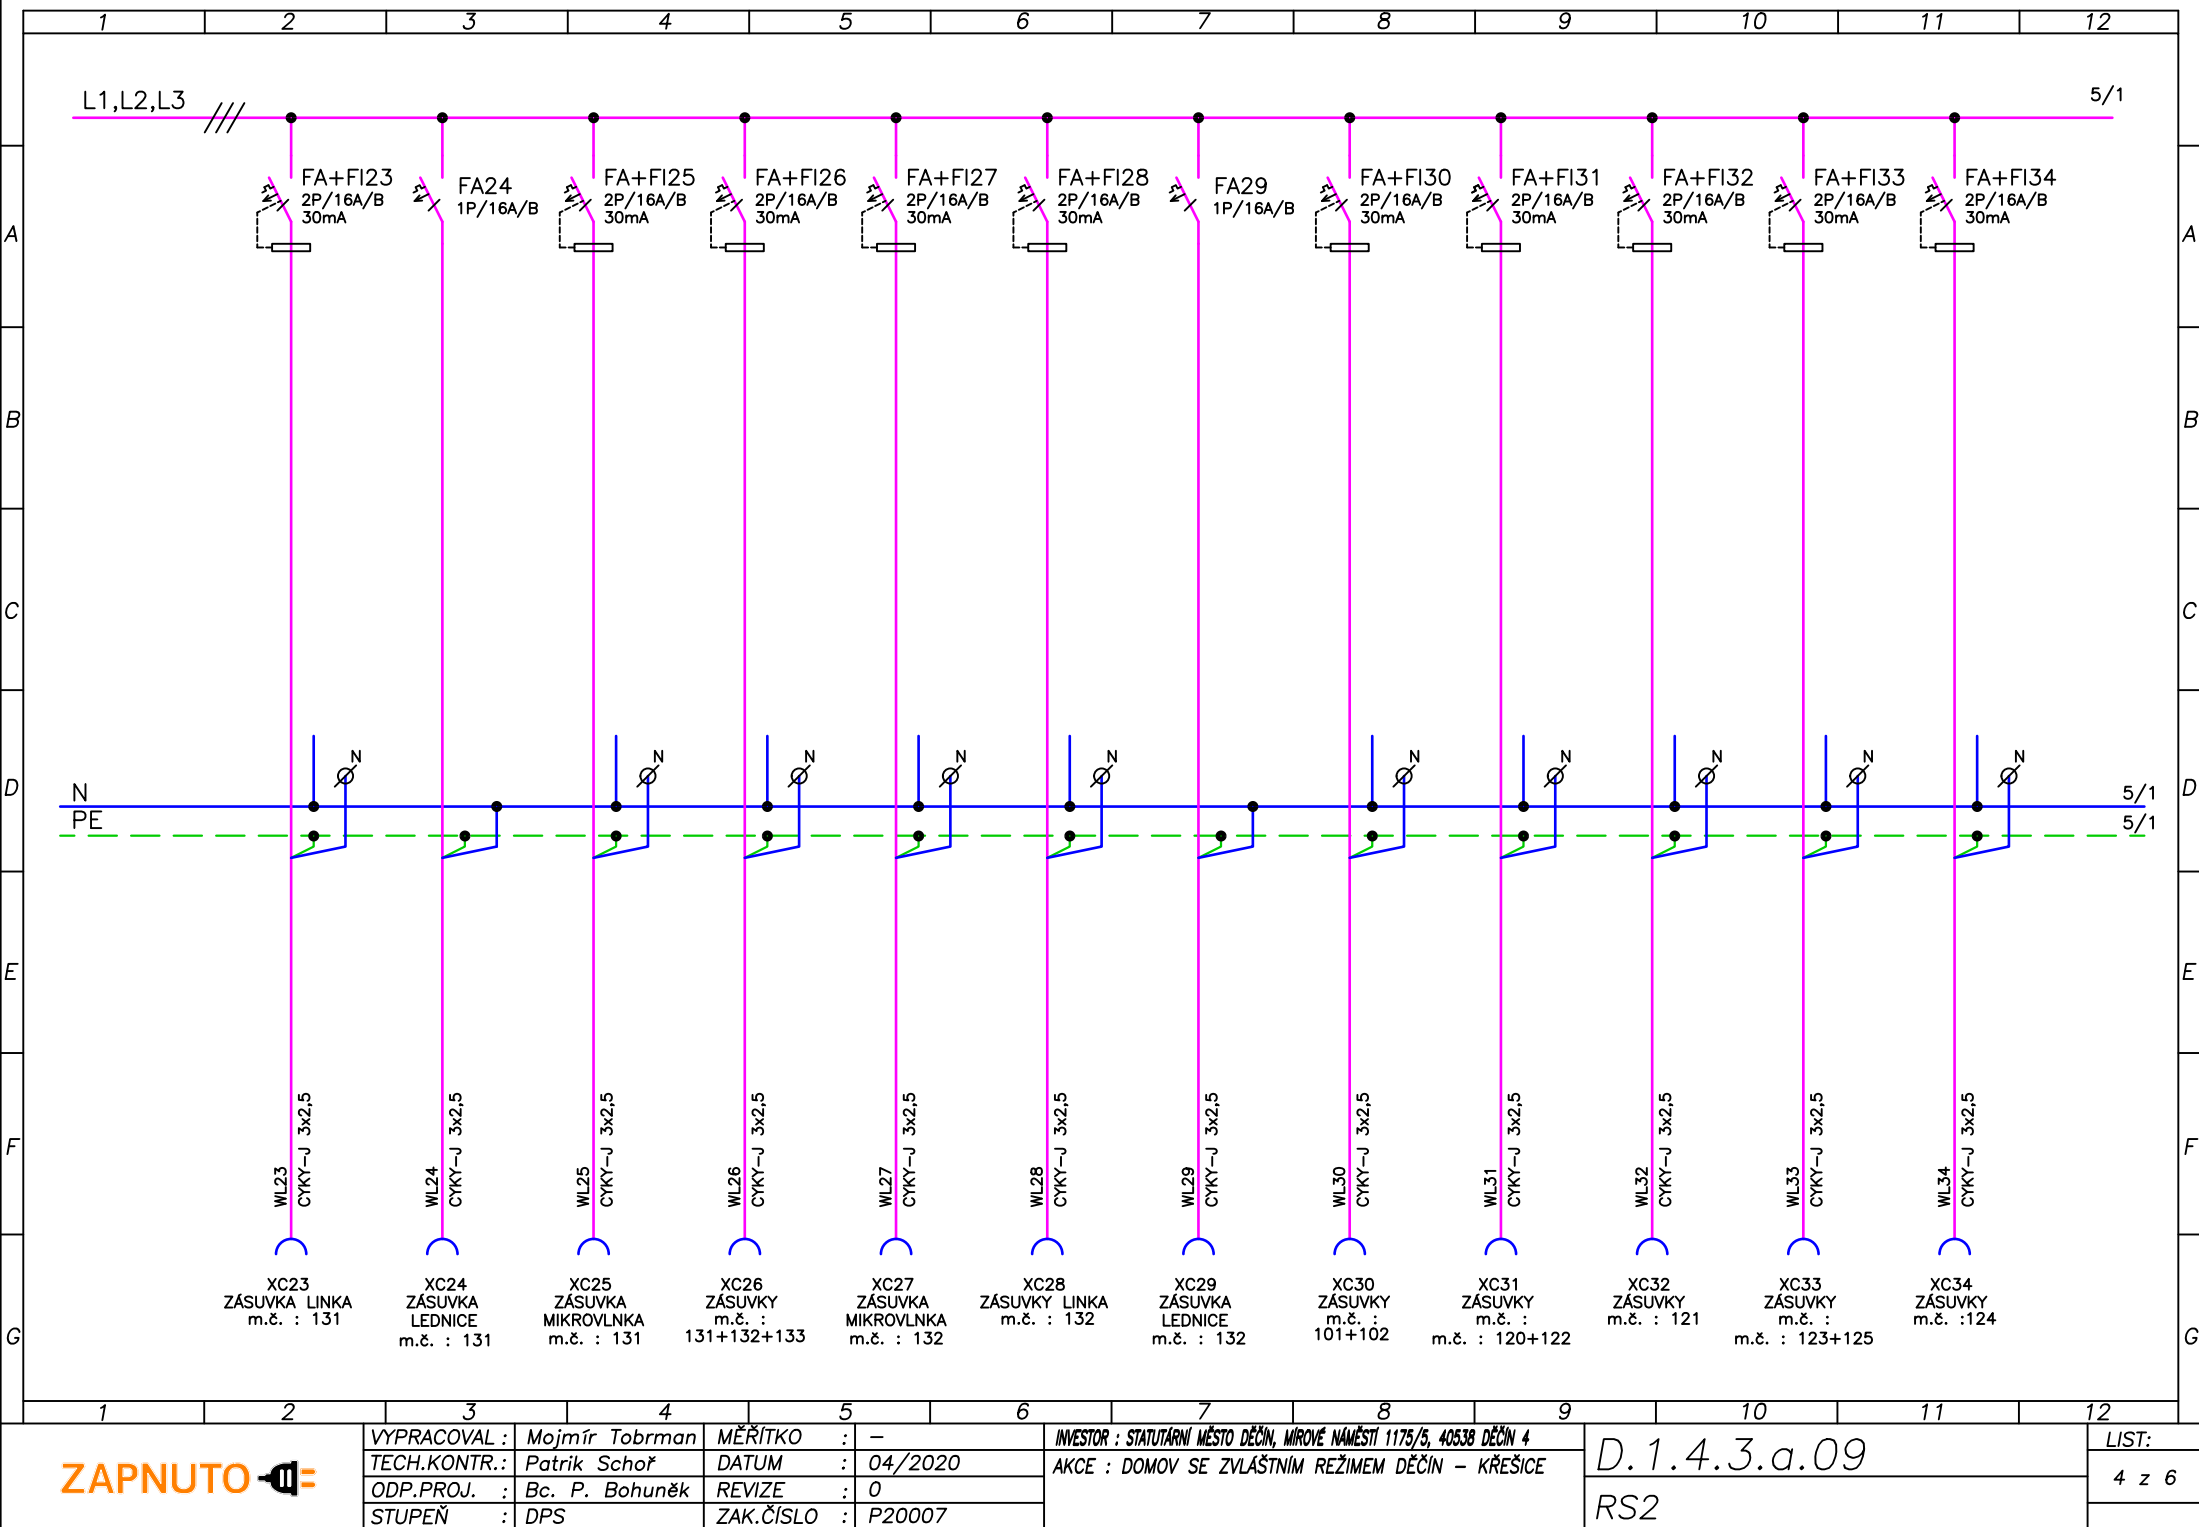 1 2 3 4 5 6 7 8 9 10 11 12
L1,L2,L3 5/1
FA+FI23
2P/16A/B
30mA
FA24
1P/16A/B
FA+FI25
2P/16A/B
30mA
FA+FI26
2P/16A/B
30mA
FA+FI27
2P/16A/B
30mA
FA+FI28
2P/16A/B
30mA
FA29
1P/16A/B
FA+FI30
2P/16A/B
30mA
FA+FI31
2P/16A/B
30mA
FA+FI32
2P/16A/B
30mA
FA+FI33
2P/16A/B
30mA
FA+FI34
2P/16A/B
30mA
A A
B B
C C
N N N N N N N N N N
D D
N 5/1
PE 5/1
E E
F F
WL23
CYKY-J 3x2,5
WL24
CYKY-J 3x2,5
WL25
CYKY-J 3x2,5
WL26
CYKY-J 3x2,5
WL27
CYKY-J 3x2,5
WL28
CYKY-J 3x2,5
WL29
CYKY-J 3x2,5
WL30
CYKY-J 3x2,5
WL31
CYKY-J 3x2,5
WL32
CYKY-J 3x2,5
WL33
CYKY-J 3x2,5
WL34
CYKY-J 3x2,5
G G
XC23
ZÁSUVKA LINKA
m.č. : 131
XC24
ZÁSUVKA
LEDNICE
m.č. : 131
XC25
ZÁSUVKA
MIKROVLNKA
m.č. : 131
XC26
ZÁSUVKY
m.č. :
131+132+133
XC27
ZÁSUVKA
MIKROVLNKA
m.č. : 132
XC28
ZÁSUVKY LINKA
m.č. : 132
XC29
ZÁSUVKA
LEDNICE
m.č. : 132
XC30
ZÁSUVKY
m.č. :
101+102
XC31
ZÁSUVKY
m.č. :
m.č. : 120+122
XC32
ZÁSUVKY
m.č. : 121
XC33
ZÁSUVKY
m.č. :
m.č. : 123+125
XC34
ZÁSUVKY
m.č. :124
1 2 3 4 5 6 7 8 9 10 11 12
ZAPNUTO
VYPRACOVAL : Mojmír Tobrman MĚŘÍTKO : –
TECH.KONTR.: Patrik Schoř DATUM : 04/2020
ODP.PROJ. : Bc. P. Bohuněk REVIZE : 0
STUPEŇ : DPS ZAK.ČÍSLO : P20007
INVESTOR : STATUTÁRNÍ MĚSTO DĚČÍN, MÍROVÉ NÁMĚSTÍ 1175/5, 40538 DĚČÍN 4
AKCE : DOMOV SE ZVLÁŠTNÍM REŽIMEM DĚČÍN – KŘEŠICE
D.1.4.3.a.09
RS2
LIST:
4 z 6